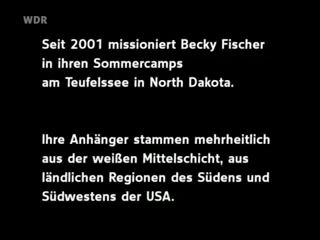 WDR
Seit 2001 missioniert Becky Fischer
in ihren Sommercamps
am Teufelssee in North Dakota.
Ihre Anhänger stammen mehrheitlich
aus der weißen Mittelschicht, aus
ländlichen Regionen des Südens und
Südwestens der USA.